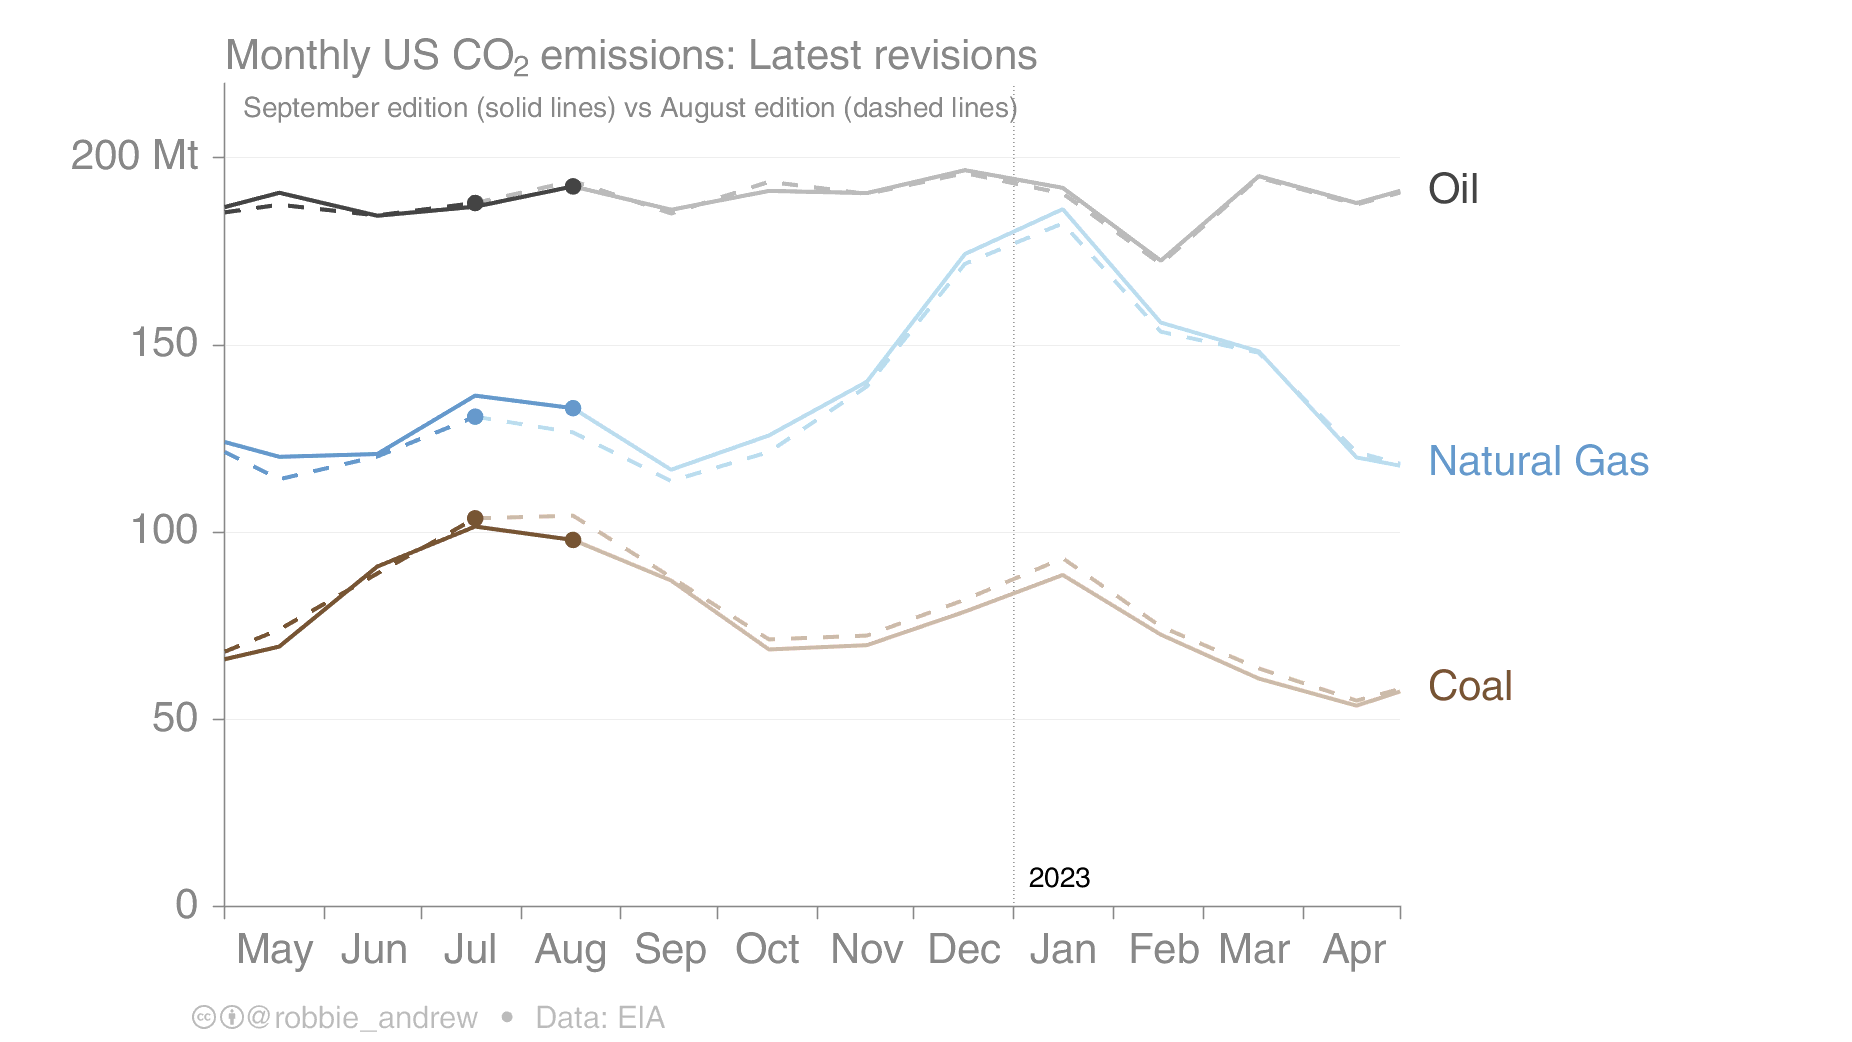 Monthly US CO₂ emissions: Latest revisions
September edition (solid lines) vs August edition (dashed lines)
200 Mt
150
100
50
0
Oil
Natural Gas
Coal
2023
May Jun Jul Aug Sep Oct Nov Dec Jan Feb Mar Apr
cc @robbie_andrew • Data: EIA